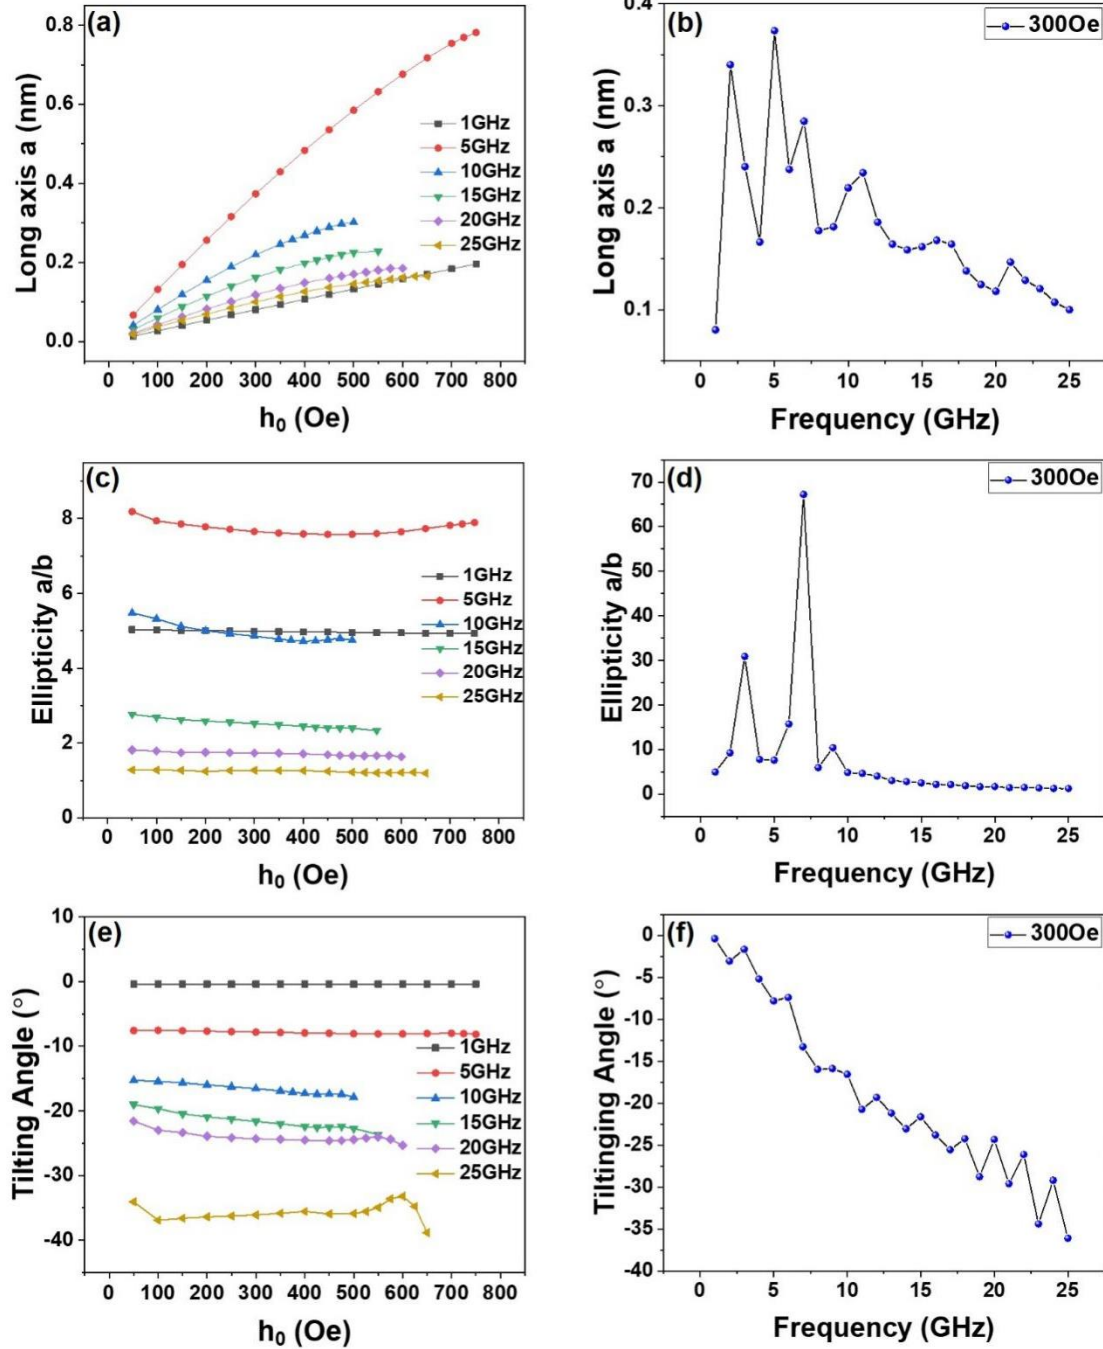 (a)
Long axis a (nm)
0.8
0.6
0.4
0.2
0.0
1GHz
5GHz
10GHz
15GHz
20GHz
25GHz
0 100 200 300 400 500 600 700 800
h₀ (Oe)
(b)
300Oe
Long axis a (nm)
0.4
0.3
0.2
0.1
0 5 10 15 20 25
Frequency (GHz)
(c)
Ellipticity a/b
8
6
4
2
0
1GHz
5GHz
10GHz
15GHz
20GHz
25GHz
0 100 200 300 400 500 600 700 800
h₀ (Oe)
(d)
300Oe
Ellipticity a/b
70
60
50
40
30
20
10
0
0 5 10 15 20 25
Frequency (GHz)
(e)
Tilting Angle (°)
10
0
-10
-20
-30
-40
1GHz
5GHz
10GHz
15GHz
20GHz
25GHz
0 100 200 300 400 500 600 700 800
h₀ (Oe)
(f)
300Oe
Tiltinging Angle (°)
0
-5
-10
-15
-20
-25
-30
-35
-40
0 5 10 15 20 25
Frequency (GHz)